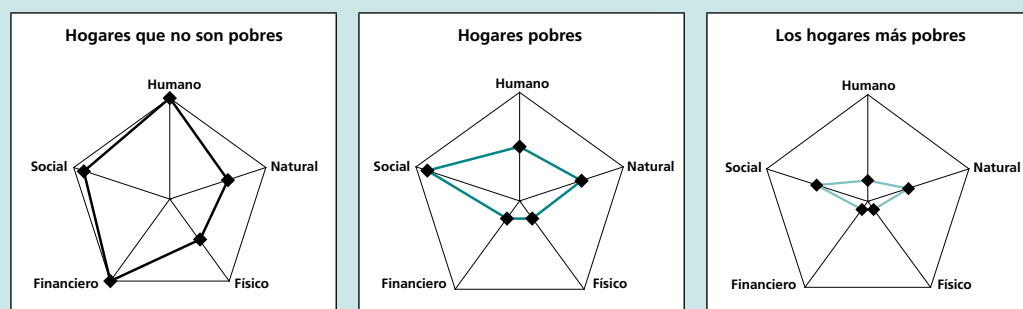 Hogares que no son pobres
Humano
Social
Natural
Financiero
Físico
Hogares pobres
Humano
Social
Natural
Financiero
Físico
Los hogares más pobres
Humano
Social
Natural
Financiero
Físico